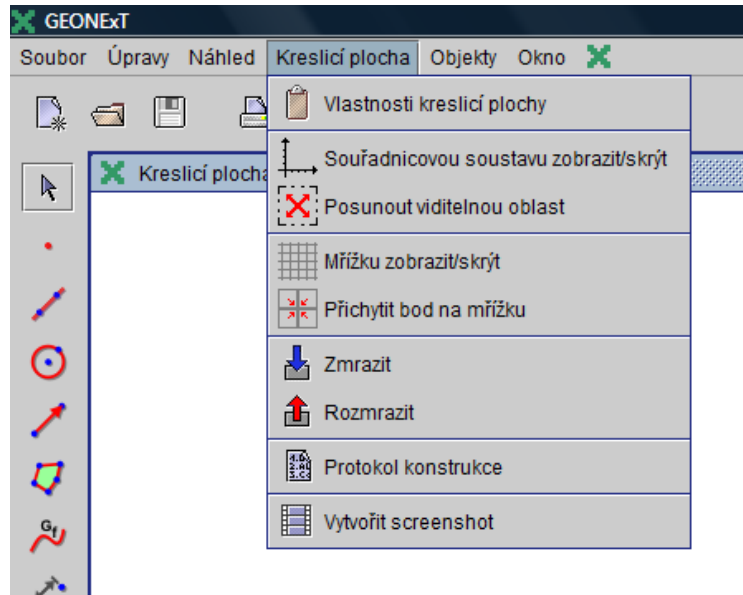 GEONExT
Soubor Úpravy Náhled Kreslicí plocha Objekty Okno
Vlastnosti kreslicí plochy
Kreslicí plocha
Souřadnicovou soustavu zobrazit/skrýt
Posunout viditelnou oblast
Mřížku zobrazit/skrýt
Přichytit bod na mřížku
Zmrazit
Rozmrazit
Protokol konstrukce
Vytvořit screenshot